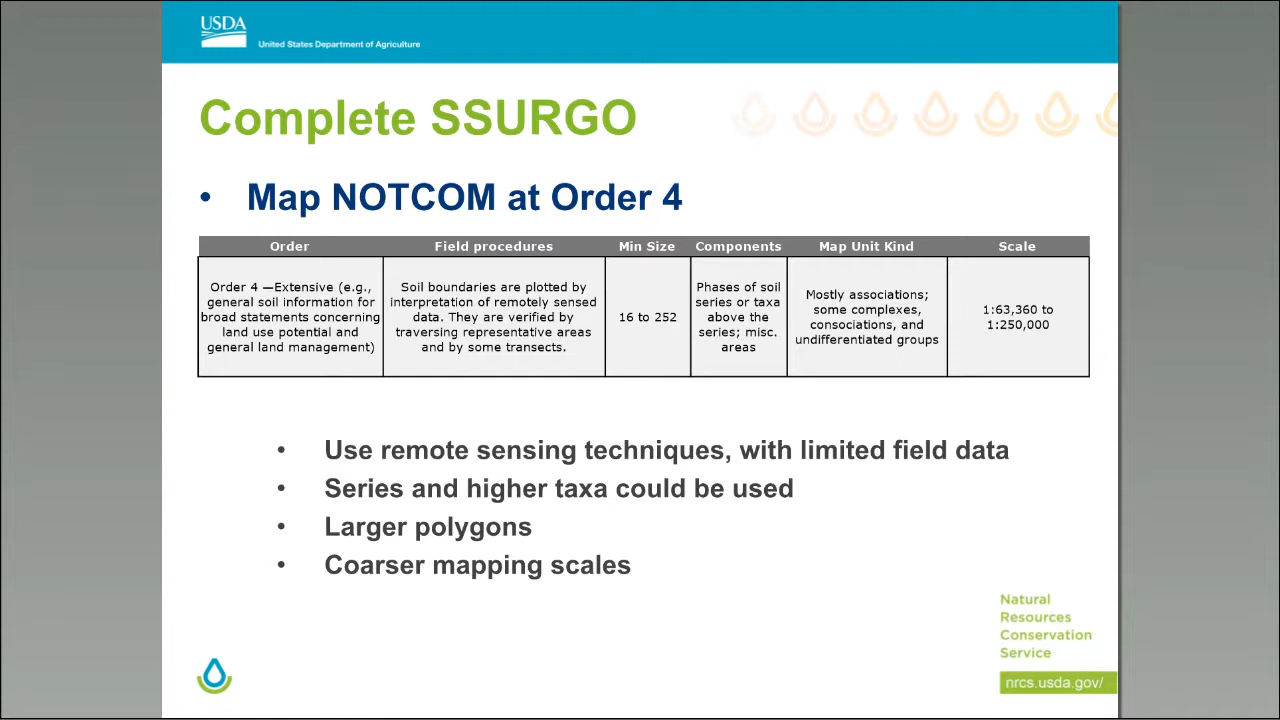 USDA
United States Department of Agriculture
Complete SSURGO
• Map NOTCOM at Order 4
Order Field procedures Min Size Components Map Unit Kind Scale
Order 4 —Extensive (e.g.,
general soil information for
broad statements concerning
land use potential and
general land management)
Soil boundaries are plotted by
interpretation of remotely sensed
data. They are verified by
traversing representative areas
and by some transects.
16 to 252
Phases of soil
series or taxa
above the
series; misc.
areas
Mostly associations;
some complexes,
consociations, and
undifferentiated groups
1:63,360 to
1:250,000
• Use remote sensing techniques, with limited field data
• Series and higher taxa could be used
• Larger polygons
• Coarser mapping scales
Natural
Resources
Conservation
Service
nrcs.usda.gov/